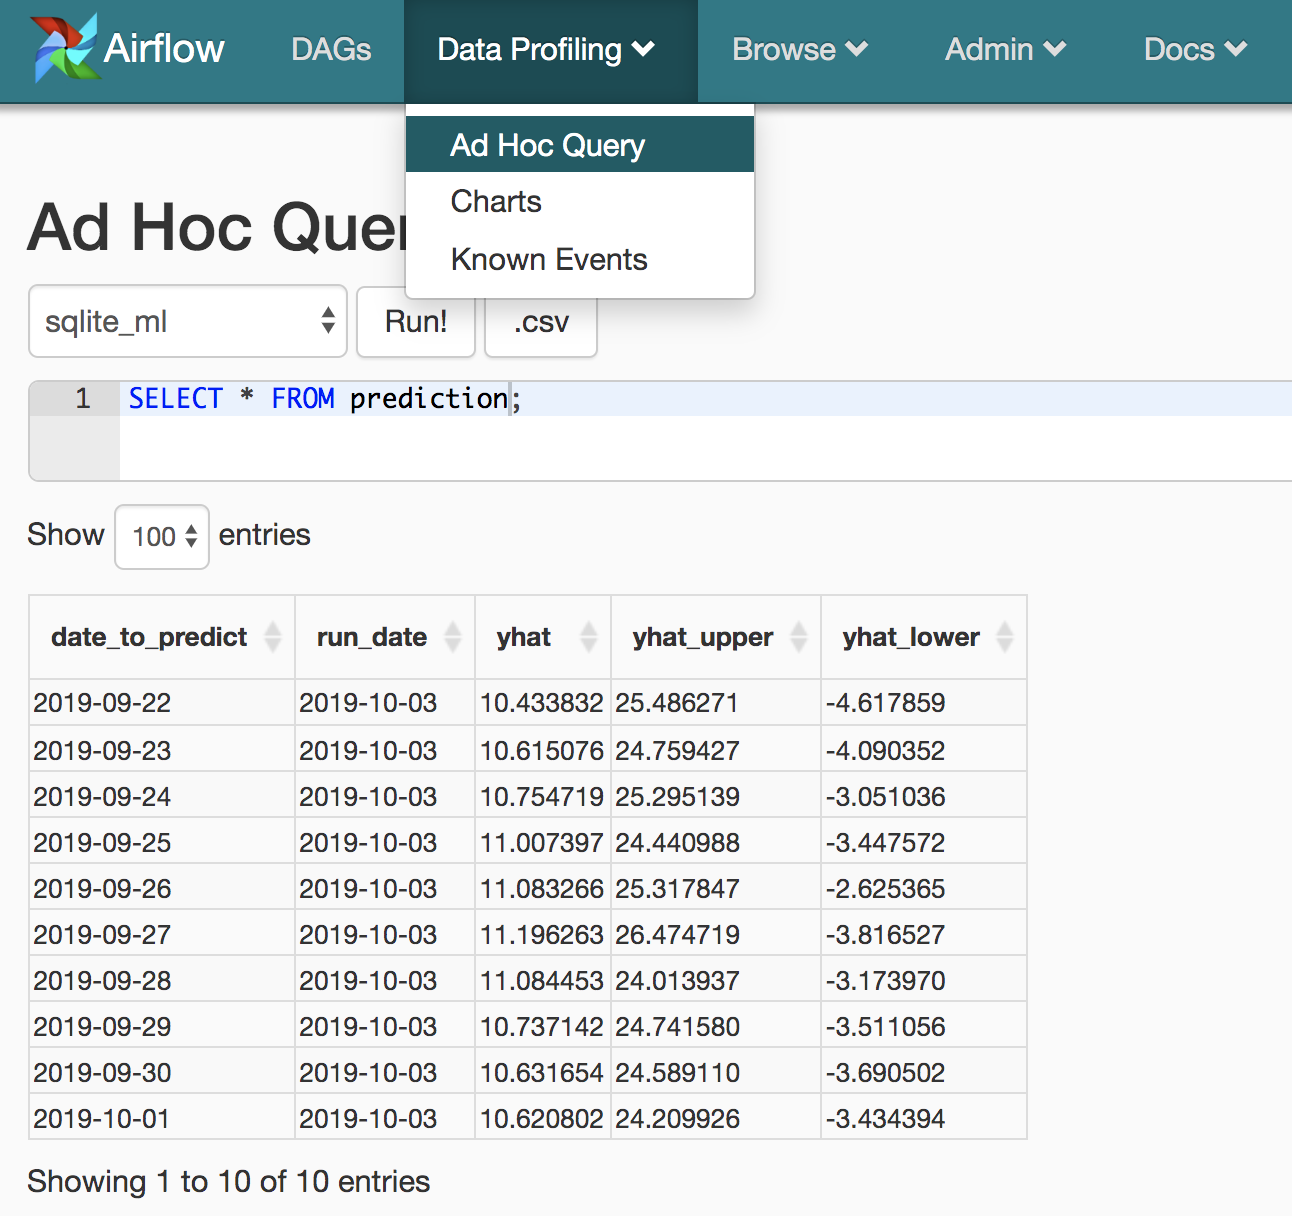 Airflow DAGs Data Profiling Browse Admin Docs
Ad Hoc Query
Charts
Known Events
Ad Hoc Quer
sqlite_ml Run! .csv
1 SELECT * FROM prediction;
Show 100 entries
date_to_predict run_date yhat yhat_upper yhat_lower
2019-09-22 2019-10-03 10.433832 25.486271 -4.617859
2019-09-23 2019-10-03 10.615076 24.759427 -4.090352
2019-09-24 2019-10-03 10.754719 25.295139 -3.051036
2019-09-25 2019-10-03 11.007397 24.440988 -3.447572
2019-09-26 2019-10-03 11.083266 25.317847 -2.625365
2019-09-27 2019-10-03 11.196263 26.474719 -3.816527
2019-09-28 2019-10-03 11.084453 24.013937 -3.173970
2019-09-29 2019-10-03 10.737142 24.741580 -3.511056
2019-09-30 2019-10-03 10.631654 24.589110 -3.690502
2019-10-01 2019-10-03 10.620802 24.209926 -3.434394
Showing 1 to 10 of 10 entries